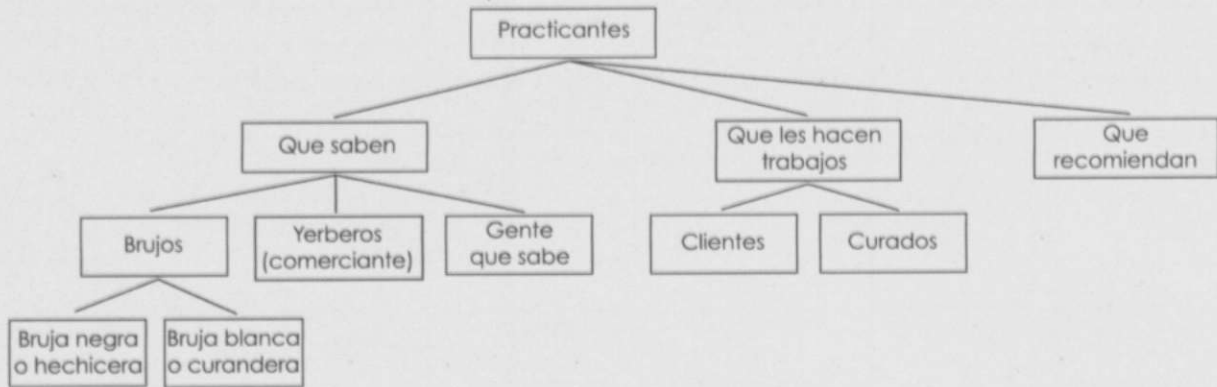 Practicantes
Que saben
Que les hacen
trabajos
Que
recomiendan
Brujos
Yerberos
(comerciante)
Gente
que sabe
Clientes
Curados
Bruja negra
o hechicera
Bruja blanca
o curandera